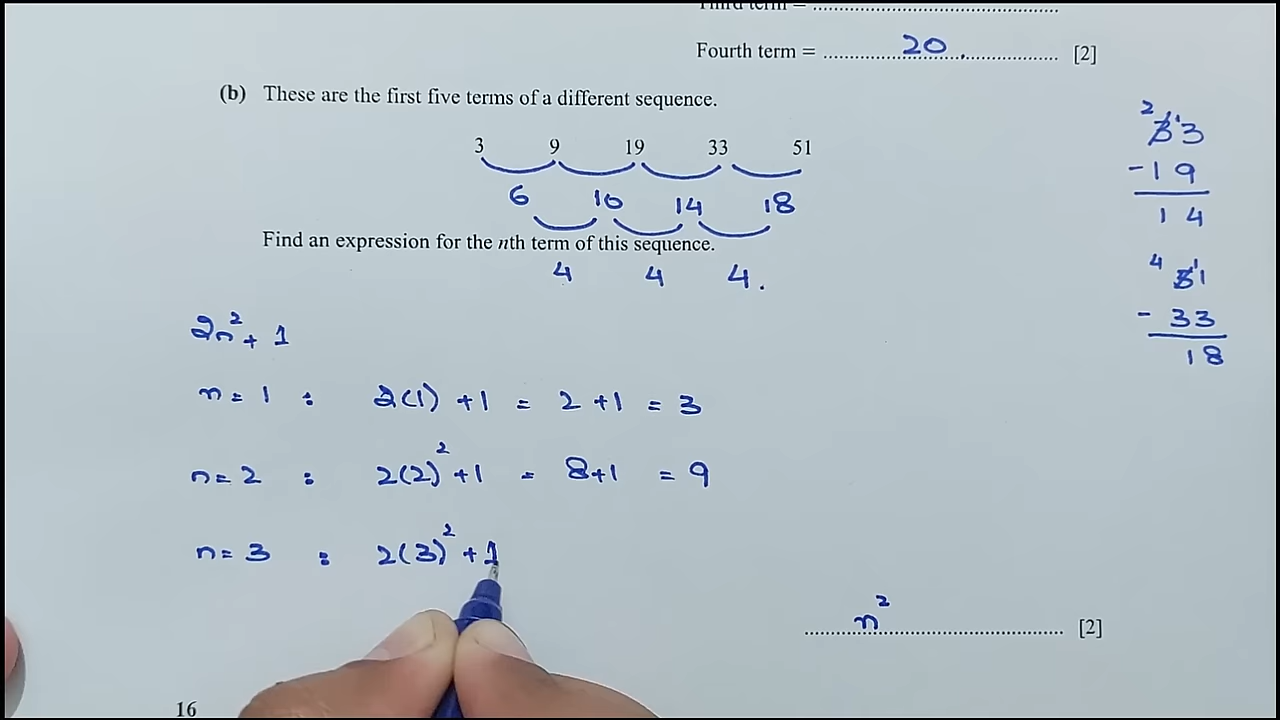 Third term = ..........
Fourth term = .......... 20 .......... [2]
(b) These are the first five terms of a different sequence.
3 9 19 33 51
6 10 14 18
Find an expression for the nth term of this sequence.
4 4 4.
2n² + 1
n = 1 : 2(1) + 1 = 2 + 1 = 3
n = 2 : 2(2)² + 1 = 8+1 = 9
n = 3 : 2(3)² + 1
n² .......... [2]
16
33
- 19
14
51
- 33
18